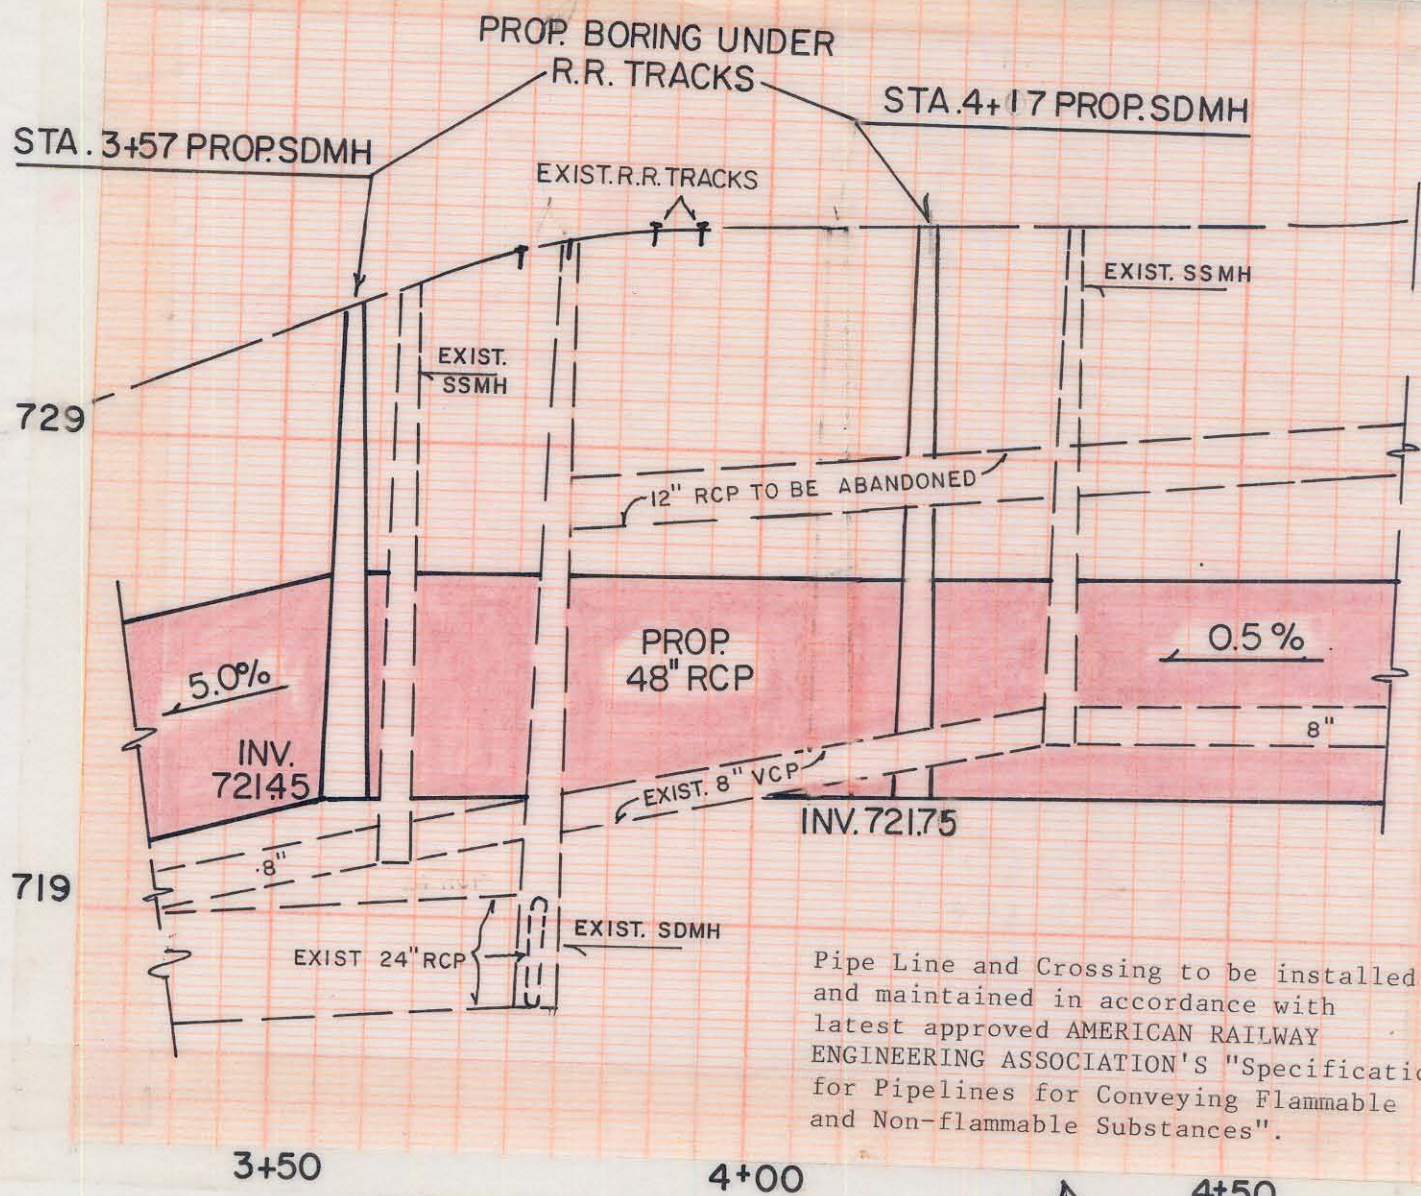 PROP. BORING UNDER
R.R. TRACKS
STA. 4+17 PROP. SDMH
STA. 3+57 PROP. SDMH
EXIST. R.R. TRACKS
EXIST. SSMH
EXIST.
SSMH
729
12" RCP TO BE ABANDONED
PROP.
48" RCP
0.5%
5.0%
8"
INV.
721.45
EXIST. 8" VCP
INV. 721.75
8"
719
EXIST. SDMH
EXIST 24" RCP
Pipe Line and Crossing to be installed
and maintained in accordance with
latest approved AMERICAN RAILWAY
ENGINEERING ASSOCIATION'S "Specificatio
for Pipelines for Conveying Flammable
and Non-flammable Substances".
3+50
4+00
4+50